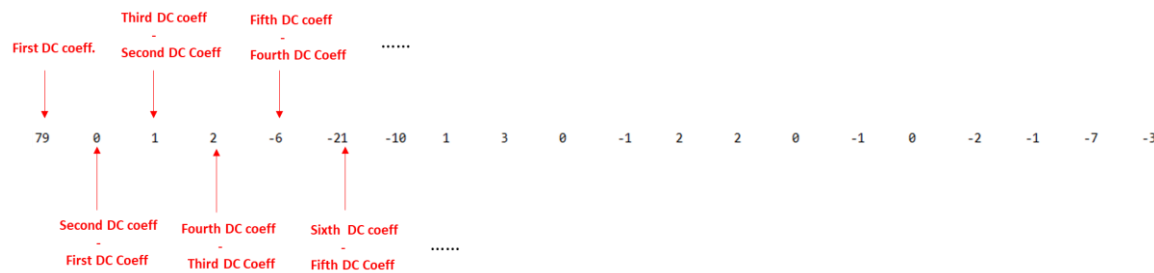 Third DC coeff
-
Second DC Coeff
Fifth DC coeff
-
Fourth DC Coeff
First DC coeff.
......
79 0 1 2 -6 -21 -10 1 3 0 -1 2 2 0 -1 0 -2 -1 -7 -3
Second DC coeff
-
First DC Coeff
Fourth DC coeff
-
Third DC Coeff
Sixth DC coeff
-
Fifth DC Coeff
......